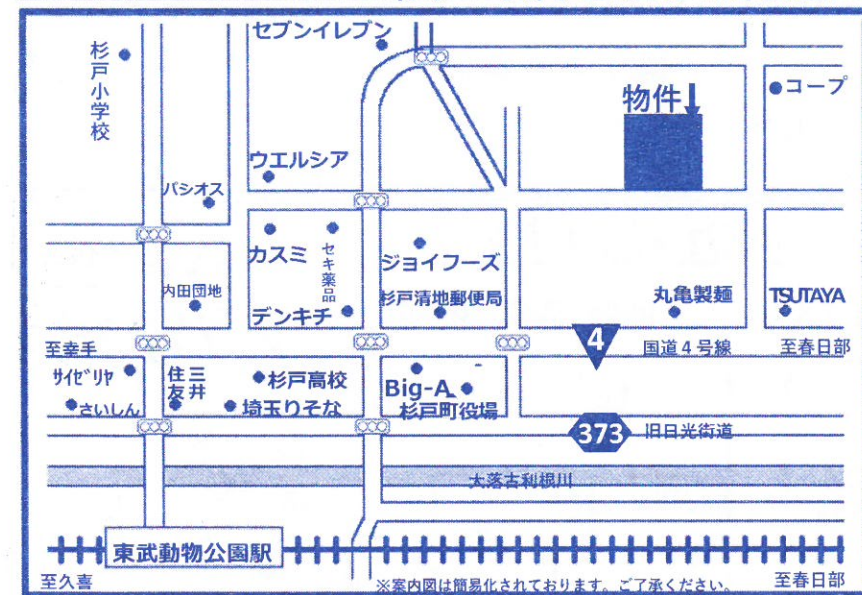 セブンイレブン
杉戸小学校
コープ
物件
ウエルシア
パシオス
カスミ
セキ薬品
ジョイフーズ
内田団地
デンキチ
杉戸清地郵便局
丸亀製麺
TSUTAYA
至幸手
4
国道4号線
至春日部
サイゼリヤ
住友
三井
杉戸高校
Big-A
さいしん
埼玉りそな
杉戸町役場
373
旧日光街道
大落古利根川
東武動物公園駅
至久喜
※案内図は簡易化されております。ご了承ください。
至春日部